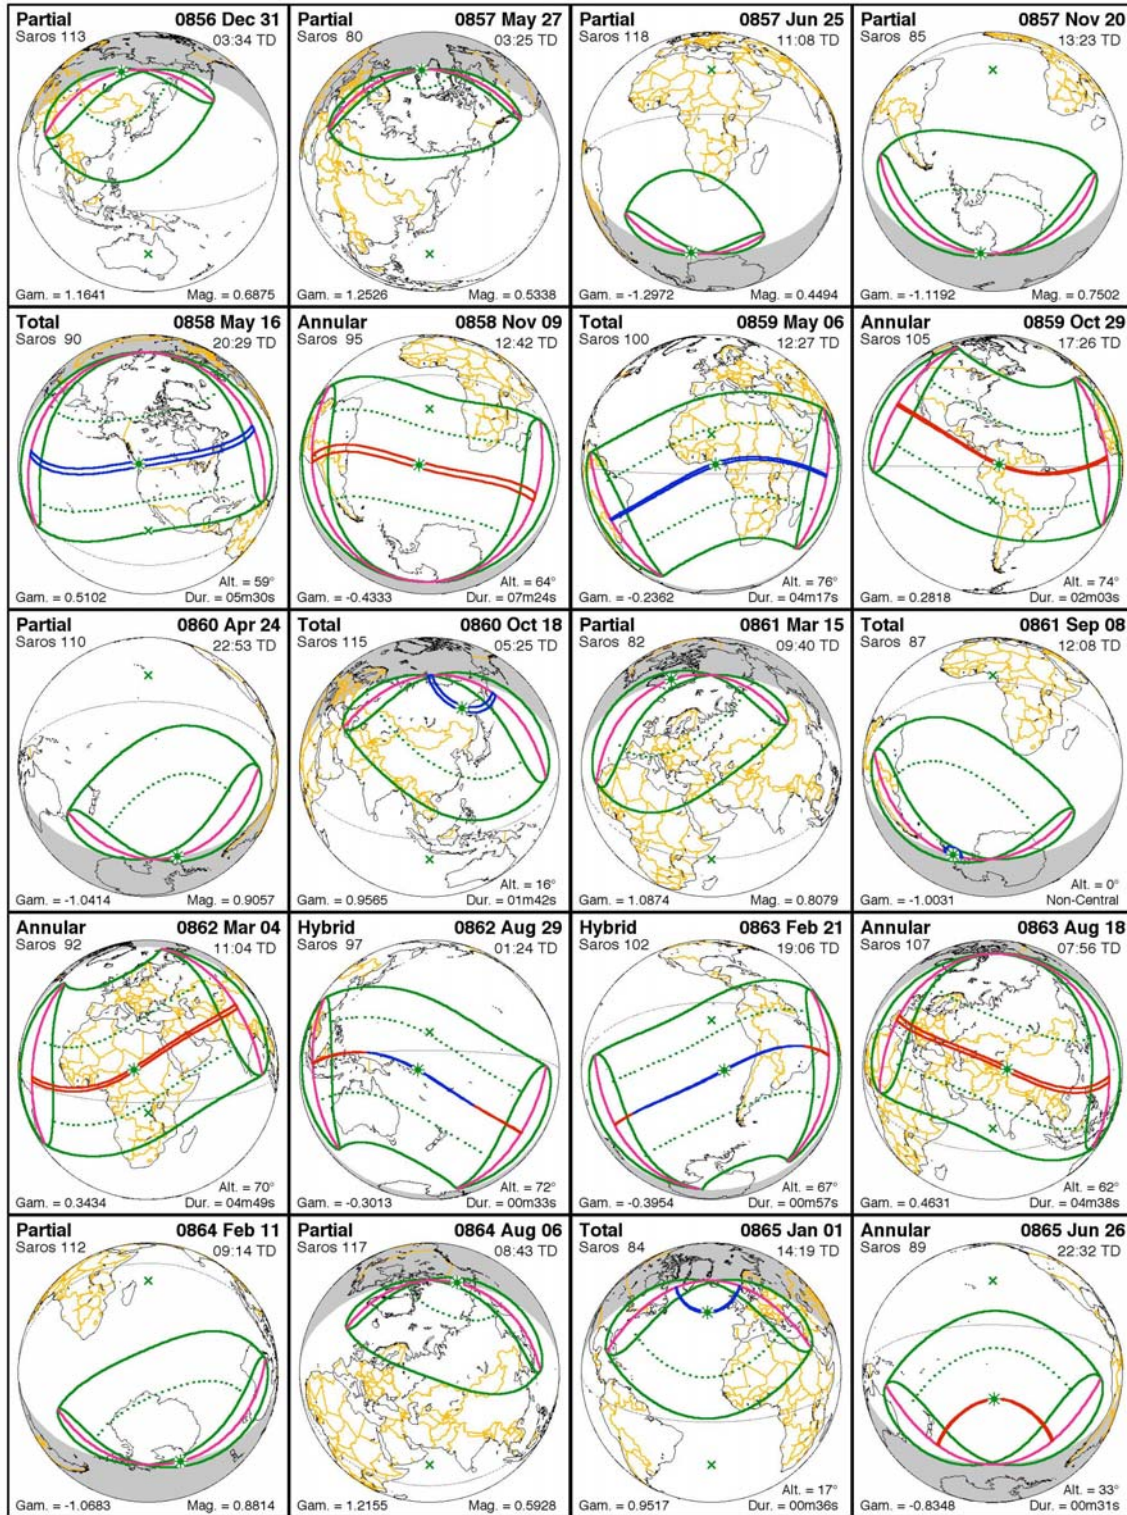 Partial 0856 Dec 31
Saros 113 03:34 TD
Gam. = 1.1641 Mag. = 0.6875
Partial 0857 May 27
Saros 80 03:25 TD
Gam. = 1.2526 Mag. = 0.5338
Partial 0857 Jun 25
Saros 118 11:08 TD
Gam. = -1.2972 Mag. = 0.4494
Partial 0857 Nov 20
Saros 85 13:23 TD
Gam. = -1.1192 Mag. = 0.7502
Total 0858 May 16
Saros 90 20:29 TD
Alt. = 59°
Gam. = 0.5102 Dur. = 05m30s
Annular 0858 Nov 09
Saros 95 12:42 TD
Alt. = 64°
Gam. = -0.4333 Dur. = 07m24s
Total 0859 May 06
Saros 100 12:27 TD
Alt. = 76°
Gam. = -0.2362 Dur. = 04m17s
Annular 0859 Oct 29
Saros 105 17:26 TD
Alt. = 74°
Gam. = 0.2818 Dur. = 02m03s
Partial 0860 Apr 24
Saros 110 22:53 TD
Gam. = -1.0414 Mag. = 0.9057
Total 0860 Oct 18
Saros 115 05:25 TD
Alt. = 16°
Gam. = 0.9565 Dur. = 01m42s
Partial 0861 Mar 15
Saros 82 09:40 TD
Gam. = 1.0874 Mag. = 0.8079
Total 0861 Sep 08
Saros 87 12:08 TD
Alt. = 0°
Gam. = -1.0031 Non-Central
Annular 0862 Mar 04
Saros 92 11:04 TD
Alt. = 70°
Gam. = 0.3434 Dur. = 04m49s
Hybrid 0862 Aug 29
Saros 97 01:24 TD
Alt. = 72°
Gam. = -0.3013 Dur. = 00m33s
Hybrid 0863 Feb 21
Saros 102 19:06 TD
Alt. = 67°
Gam. = -0.3954 Dur. = 00m57s
Annular 0863 Aug 18
Saros 107 07:56 TD
Alt. = 62°
Gam. = 0.4631 Dur. = 04m38s
Partial 0864 Feb 11
Saros 112 09:14 TD
Gam. = -1.0683 Mag. = 0.8814
Partial 0864 Aug 06
Saros 117 08:43 TD
Gam. = 1.2155 Mag. = 0.5928
Total 0865 Jan 01
Saros 84 14:19 TD
Alt. = 17°
Gam. = 0.9517 Dur. = 00m36s
Annular 0865 Jun 26
Saros 89 22:32 TD
Alt. = 33°
Gam. = -0.8348 Dur. = 00m31s